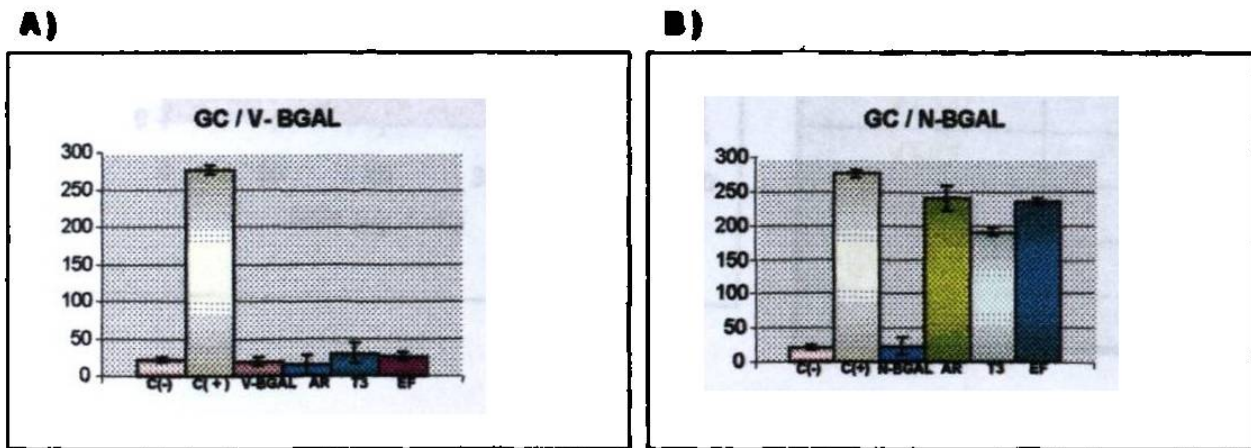 A)
GC / V- BGAL
300
250
200
150
100
50
0
C(-) C(+) V-BGAL AR T3 EF
B)
GC / N-BGAL
300
250
200
150
100
50
0
C(-) C(+) N-BGAL AR T3 EF